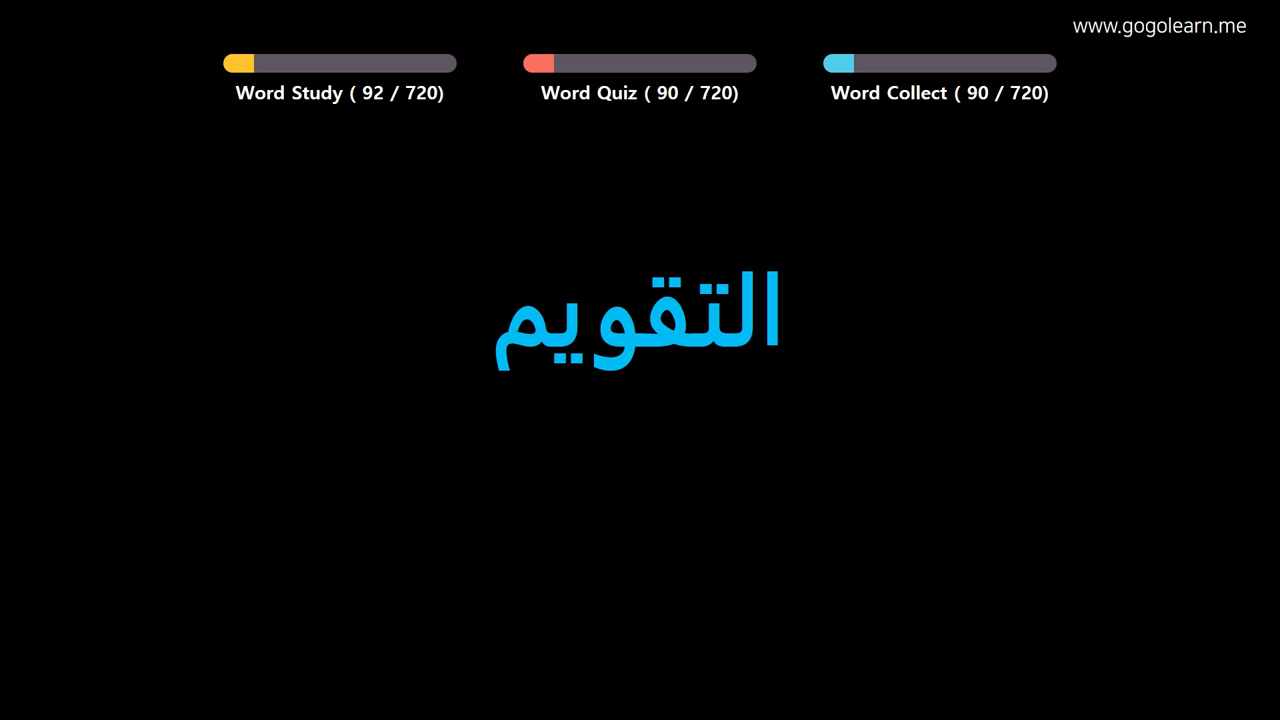 www.gogolearn.me
Word Study ( 92 / 720)
Word Quiz ( 90 / 720)
Word Collect ( 90 / 720)
التقويم